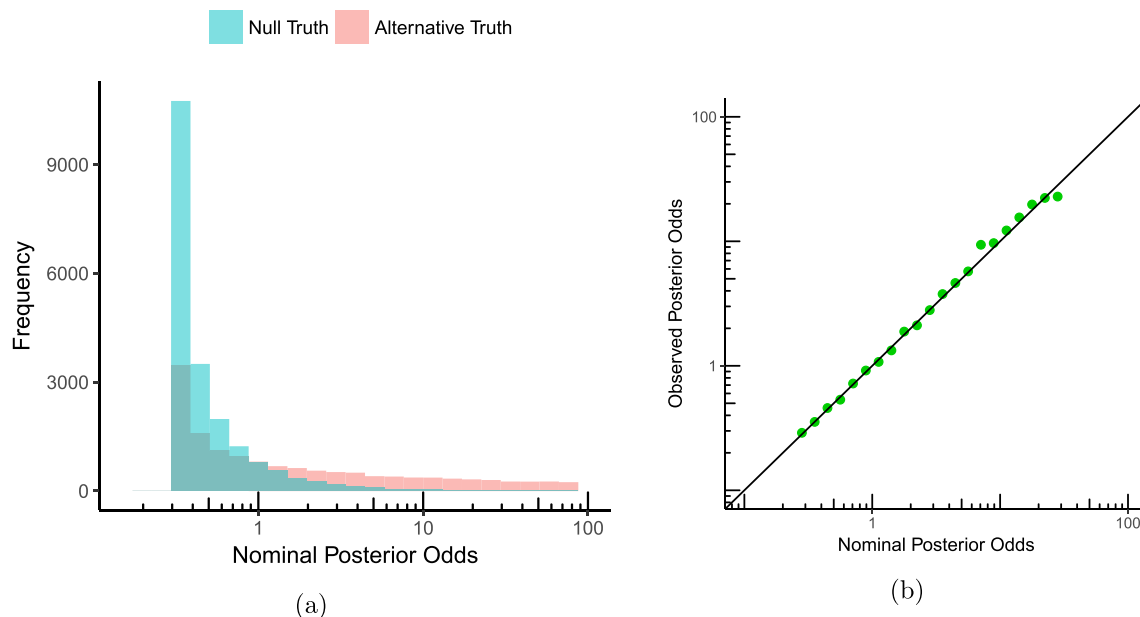 Null Truth Alternative Truth
9000
6000
3000
0
Frequency
1 10 100
Nominal Posterior Odds
(a)
100
1
Observed Posterior Odds
1 100
Nominal Posterior Odds
(b)